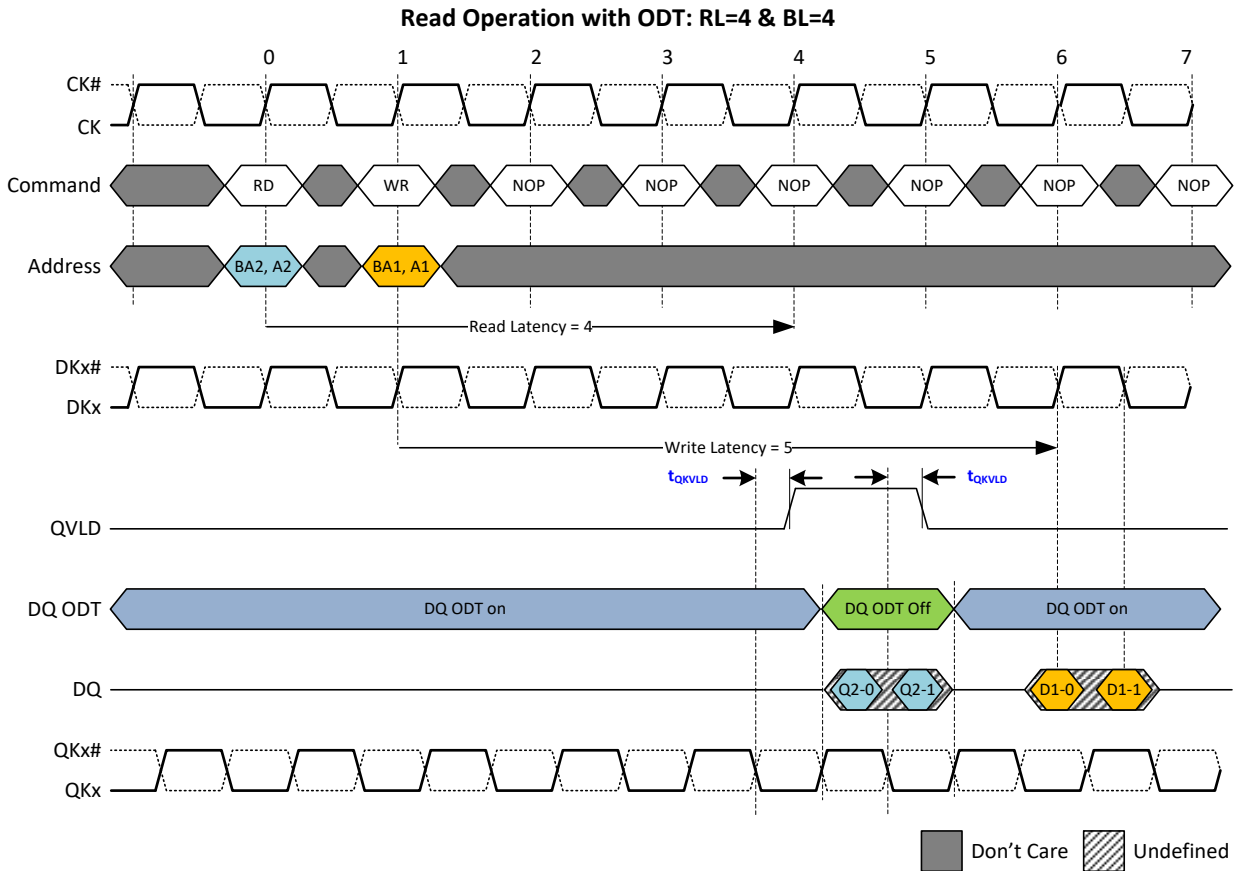 Read Operation with ODT: RL=4 & BL=4
0 1 2 3 4 5 6 7
CK#
CK
Command RD WR NOP NOP NOP NOP NOP NOP
Address BA2, A2 BA1, A1
Read Latency = 4
DKx#
DKx
Write Latency = 5
tQKVLD tQKVLD
QVLD
DQ ODT DQ ODT on DQ ODT Off DQ ODT on
DQ Q2-0 Q2-1 D1-0 D1-1
QKx#
QKx
Don't Care Undefined